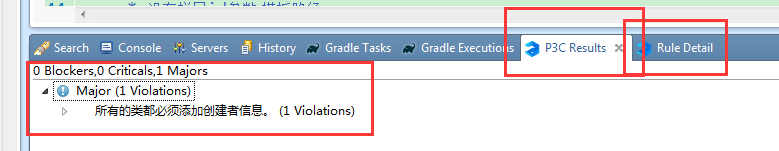 Search Console Servers History Gradle Tasks Gradle Executions P3C Results Rule Detail
0 Blockers,0 Criticals,1 Majors
Major (1 Violations)
所有的类都必须添加创建者信息。 (1 Violations)